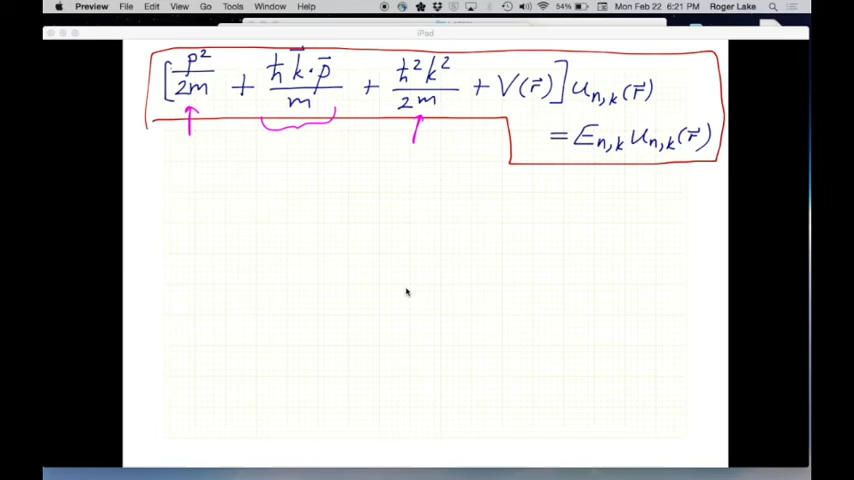 Preview File Edit View Go Tools Window Help 54% Mon Feb 22 6:21 PM Roger Lake
iPad
[p²/2m + ħk⃗·p⃗/m + ħ²k²/2m + V(r⃗)] u_{n,k}(r⃗)
= E_{n,k} u_{n,k}(r⃗)